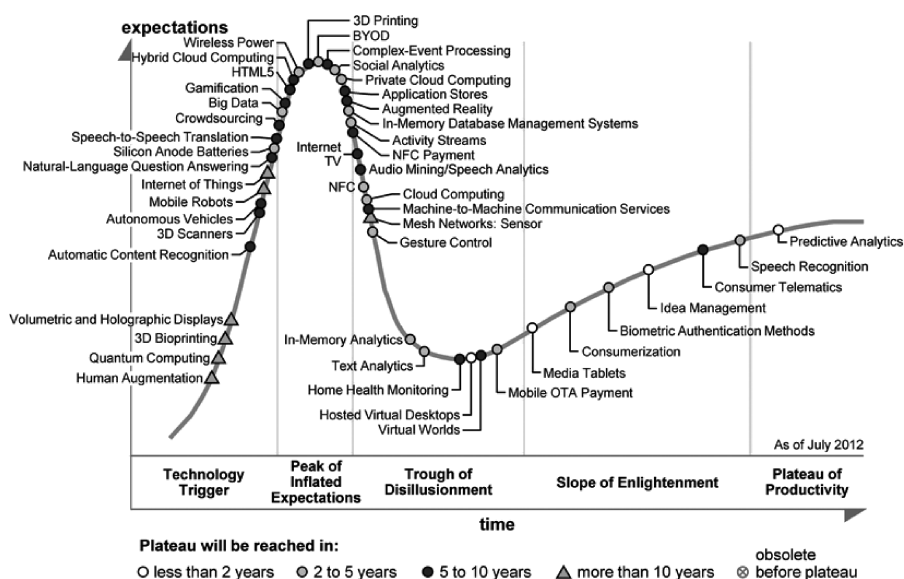 expectations
3D Printing
BYOD
Wireless Power
Complex-Event Processing
Hybrid Cloud Computing
Social Analytics
HTML5
Private Cloud Computing
Gamification
Application Stores
Big Data
Augmented Reality
Crowdsourcing
In-Memory Database Management Systems
Speech-to-Speech Translation
Activity Streams
Silicon Anode Batteries
NFC Payment
Internet
TV
Natural-Language Question Answering
Audio Mining/Speech Analytics
Internet of Things
NFC
Cloud Computing
Mobile Robots
Machine-to-Machine Communication Services
Autonomous Vehicles
Mesh Networks: Sensor
3D Scanners
Gesture Control
Automatic Content Recognition
Predictive Analytics
Speech Recognition
Consumer Telematics
Idea Management
Volumetric and Holographic Displays
Biometric Authentication Methods
3D Bioprinting
In-Memory Analytics
Consumerization
Quantum Computing
Text Analytics
Media Tablets
Human Augmentation
Home Health Monitoring
Mobile OTA Payment
Hosted Virtual Desktops
Virtual Worlds
As of July 2012
Technology
Trigger
Peak of
Inflated
Expectations
Trough of
Disillusionment
Slope of Enlightenment
Plateau of
Productivity
time
Plateau will be reached in:
less than 2 years
2 to 5 years
5 to 10 years
more than 10 years
obsolete
before plateau